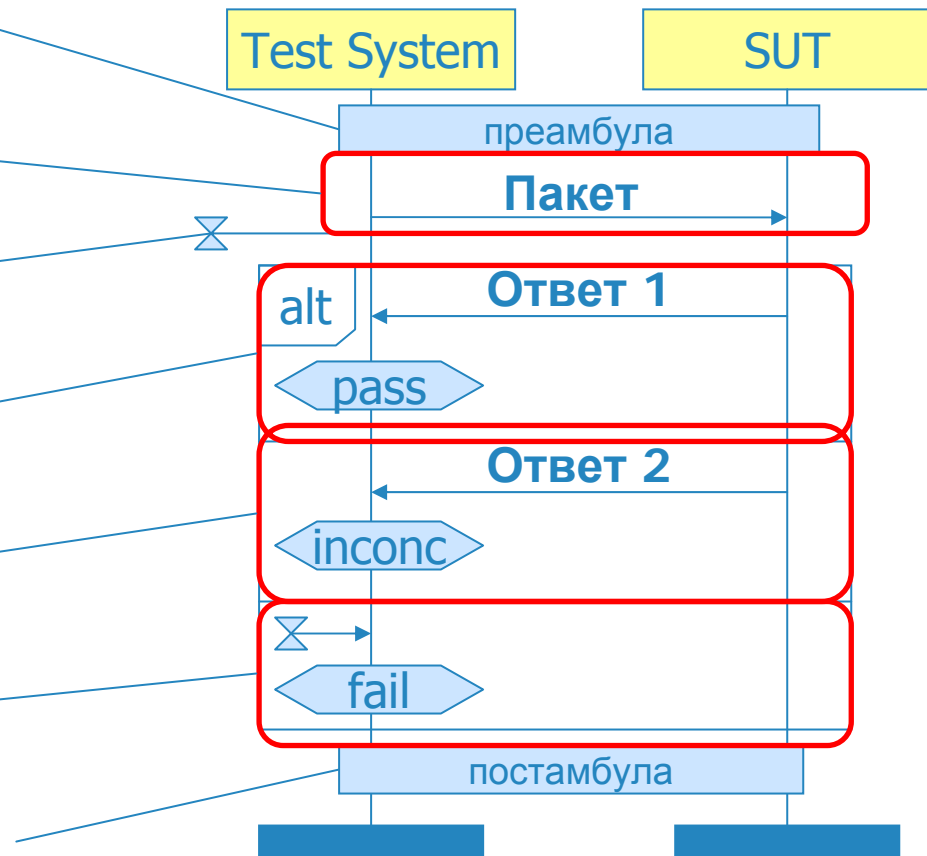 Test System
SUT
преамбула
Пакет
alt
Ответ 1
pass
Ответ 2
inconc
fail
постамбула